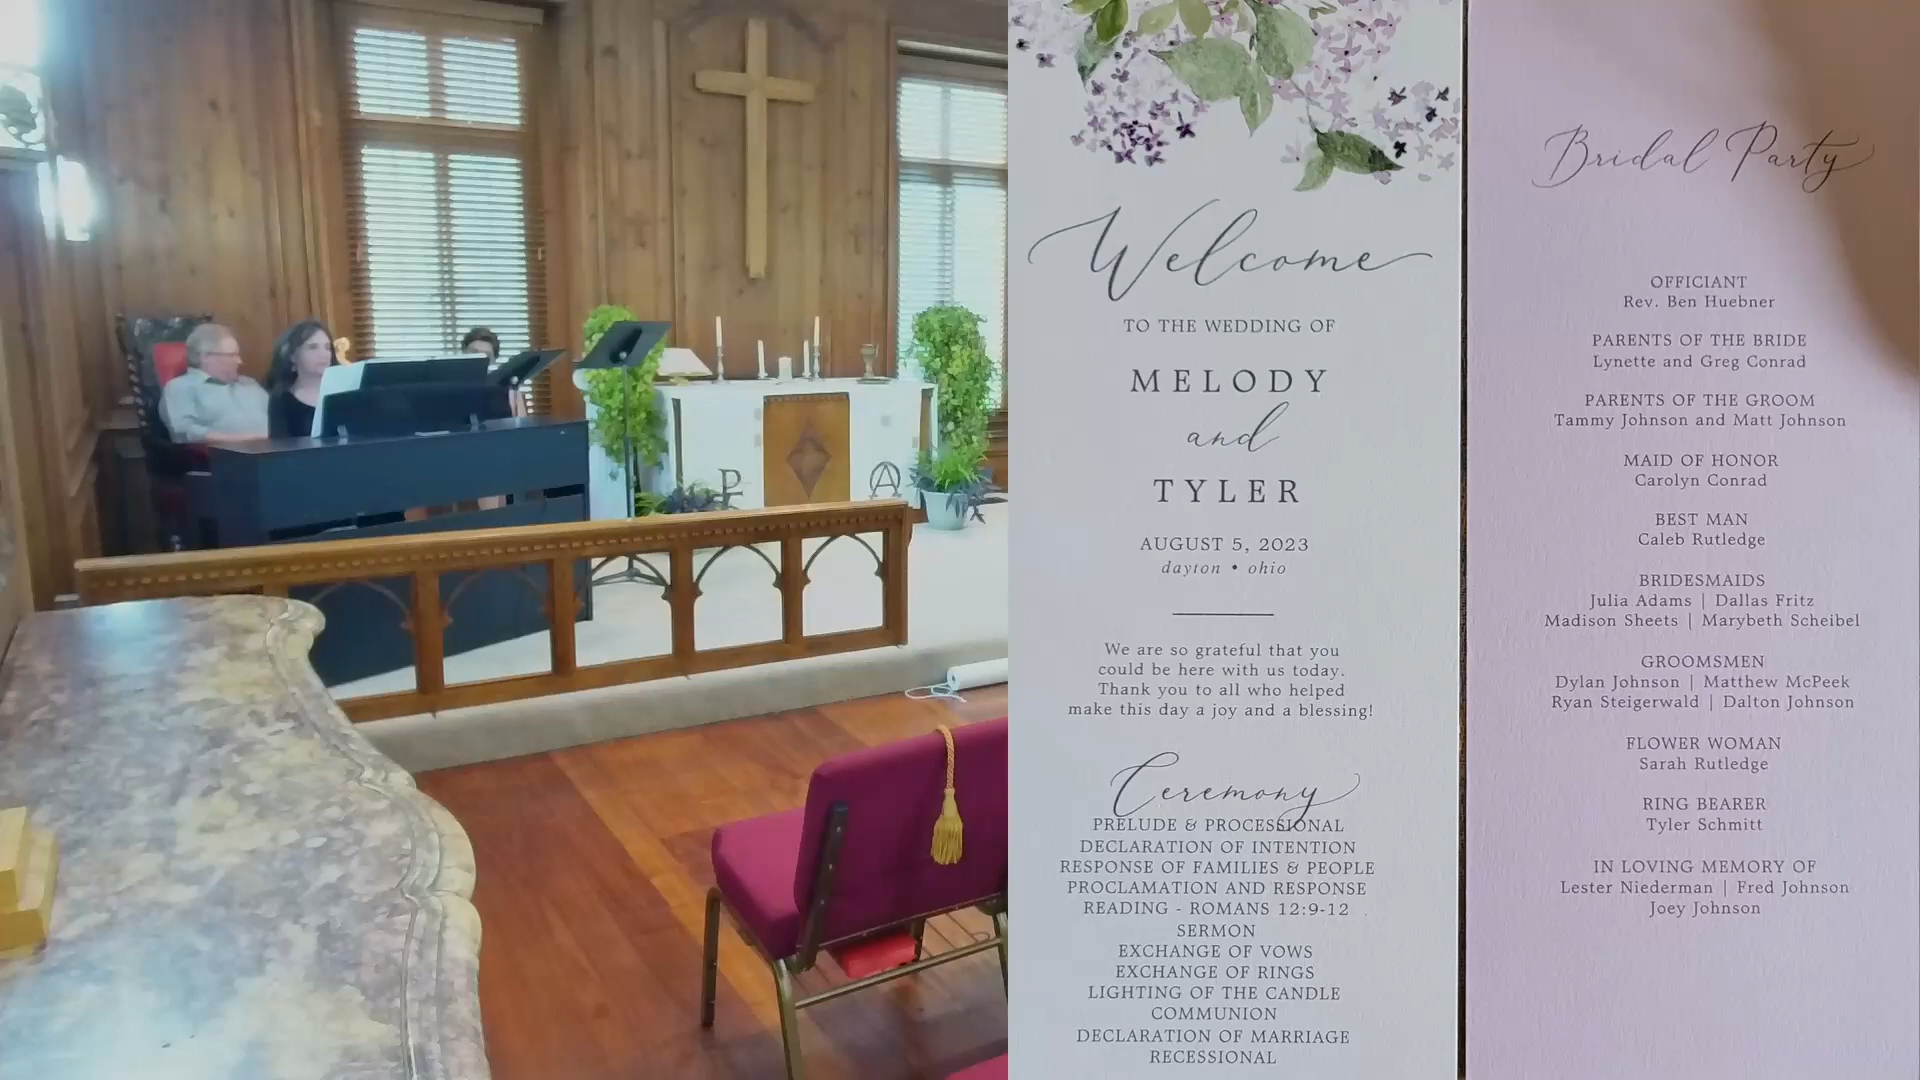 Welcome
TO THE WEDDING OF
MELODY
and
TYLER
AUGUST 5, 2023
dayton • ohio
We are so grateful that you
could be here with us today.
Thank you to all who helped
make this day a joy and a blessing!
Ceremony
PRELUDE & PROCESSIONAL
DECLARATION OF INTENTION
RESPONSE OF FAMILIES & PEOPLE
PROCLAMATION AND RESPONSE
READING - ROMANS 12:9-12
SERMON
EXCHANGE OF VOWS
EXCHANGE OF RINGS
LIGHTING OF THE CANDLE
COMMUNION
DECLARATION OF MARRIAGE
RECESSIONAL
Bridal Party
OFFICIANT
Rev. Ben Huebner
PARENTS OF THE BRIDE
Lynette and Greg Conrad
PARENTS OF THE GROOM
Tammy Johnson and Matt Johnson
MAID OF HONOR
Carolyn Conrad
BEST MAN
Caleb Rutledge
BRIDESMAIDS
Julia Adams | Dallas Fritz
Madison Sheets | Marybeth Scheibel
GROOMSMEN
Dylan Johnson | Matthew McPeek
Ryan Steigerwald | Dalton Johnson
FLOWER WOMAN
Sarah Rutledge
RING BEARER
Tyler Schmitt
IN LOVING MEMORY OF
Lester Niederman | Fred Johnson
Joey Johnson